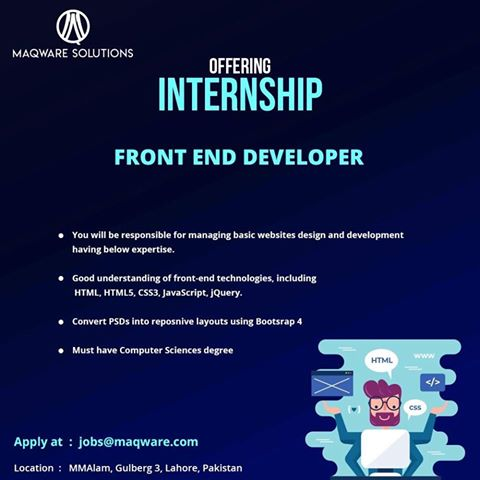 MAQWARE SOLUTIONS
OFFERING
INTERNSHIP
FRONT END DEVELOPER
You will be responsible for managing basic websites design and development
having below expertise.
Good understanding of front-end technologies, including
HTML, HTML5, CSS3, JavaScript, jQuery.
Convert PSDs into reposnive layouts using Bootsrap 4
Must have Computer Sciences degree
HTML
WWW
</>
CSS
Apply at : jobs@maqware.com
Location : MMAlam, Gulberg 3, Lahore, Pakistan